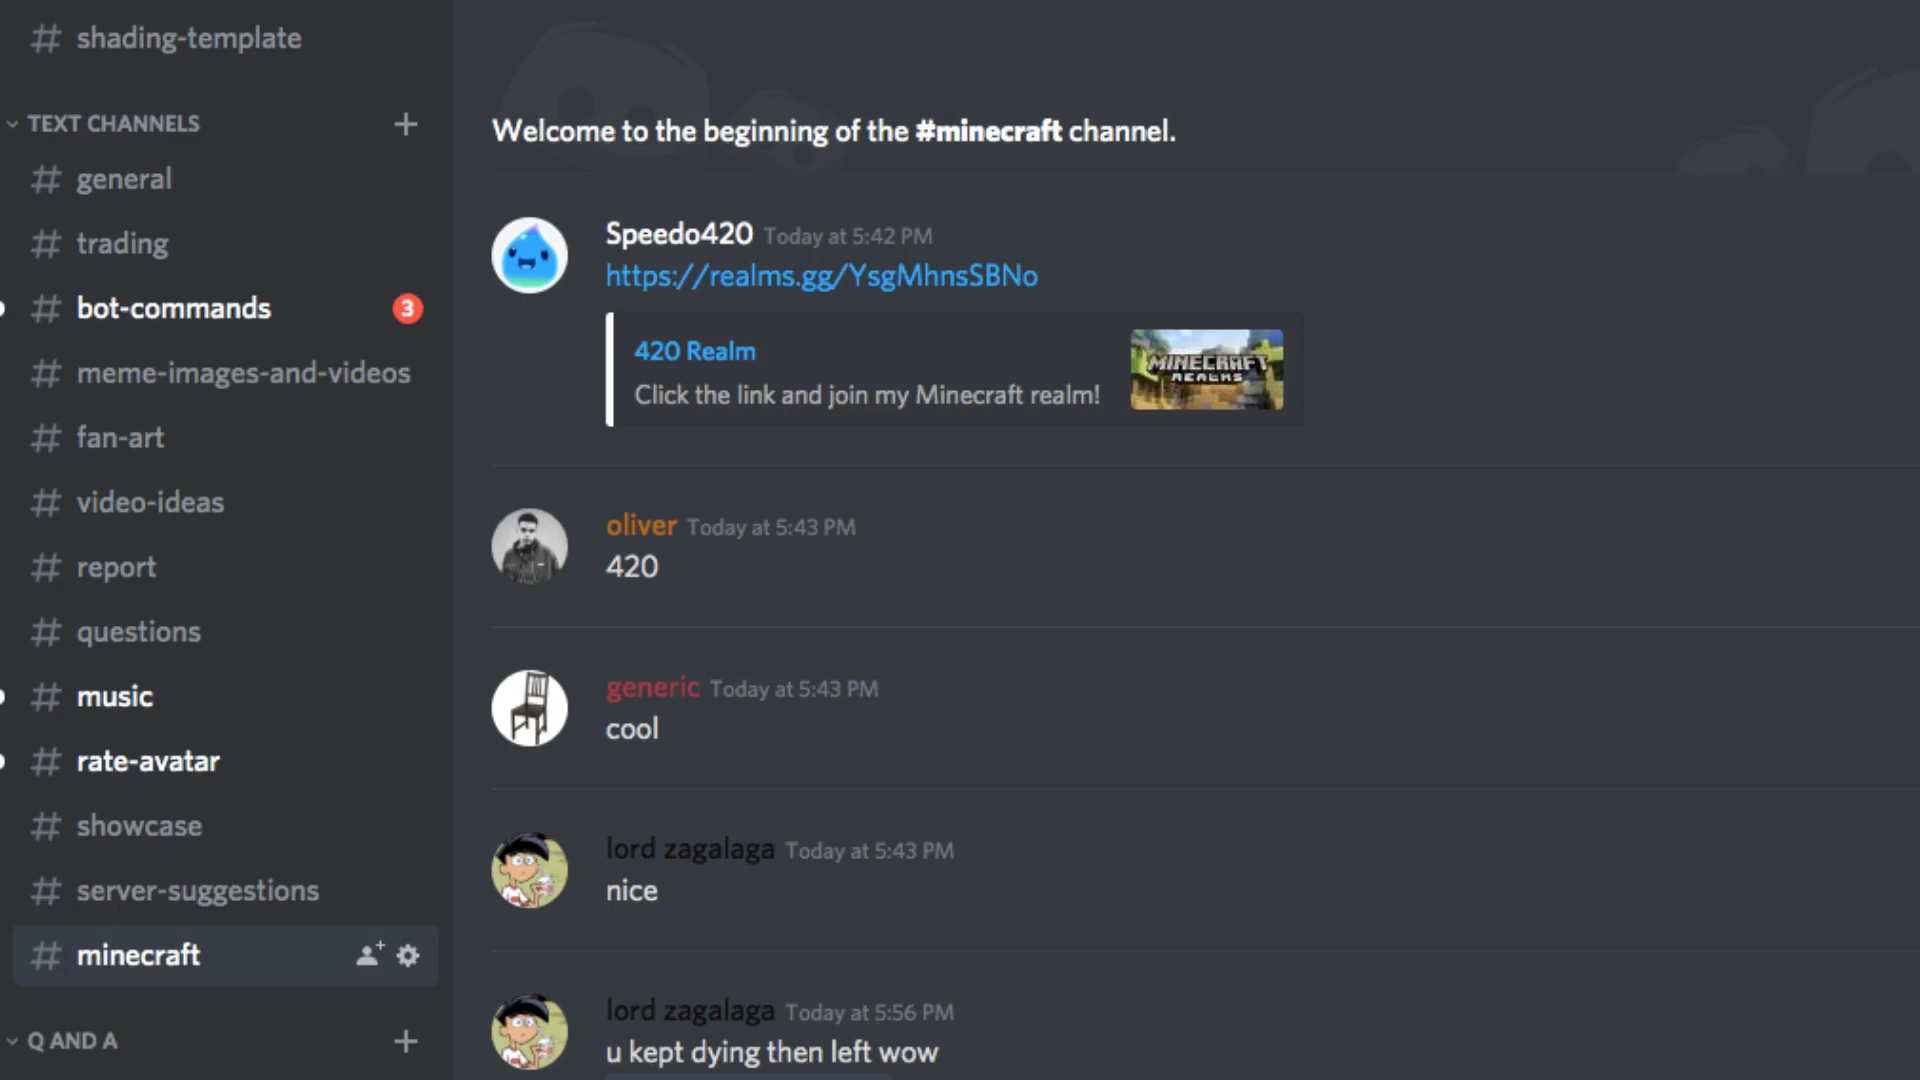 # shading-template
TEXT CHANNELS +
# general
# trading
# bot-commands 3
# meme-images-and-videos
# fan-art
# video-ideas
# report
# questions
# music
# rate-avatar
# showcase
# server-suggestions
# minecraft
Q AND A +
Welcome to the beginning of the #minecraft channel.
Speedo420 Today at 5:42 PM
https://realms.gg/YsgMhnsSBNo
420 Realm
Click the link and join my Minecraft realm!
MINECRAFT
REALMS
oliver Today at 5:43 PM
420
generic Today at 5:43 PM
cool
lord zagalaga Today at 5:43 PM
nice
lord zagalaga Today at 5:56 PM
u kept dying then left wow